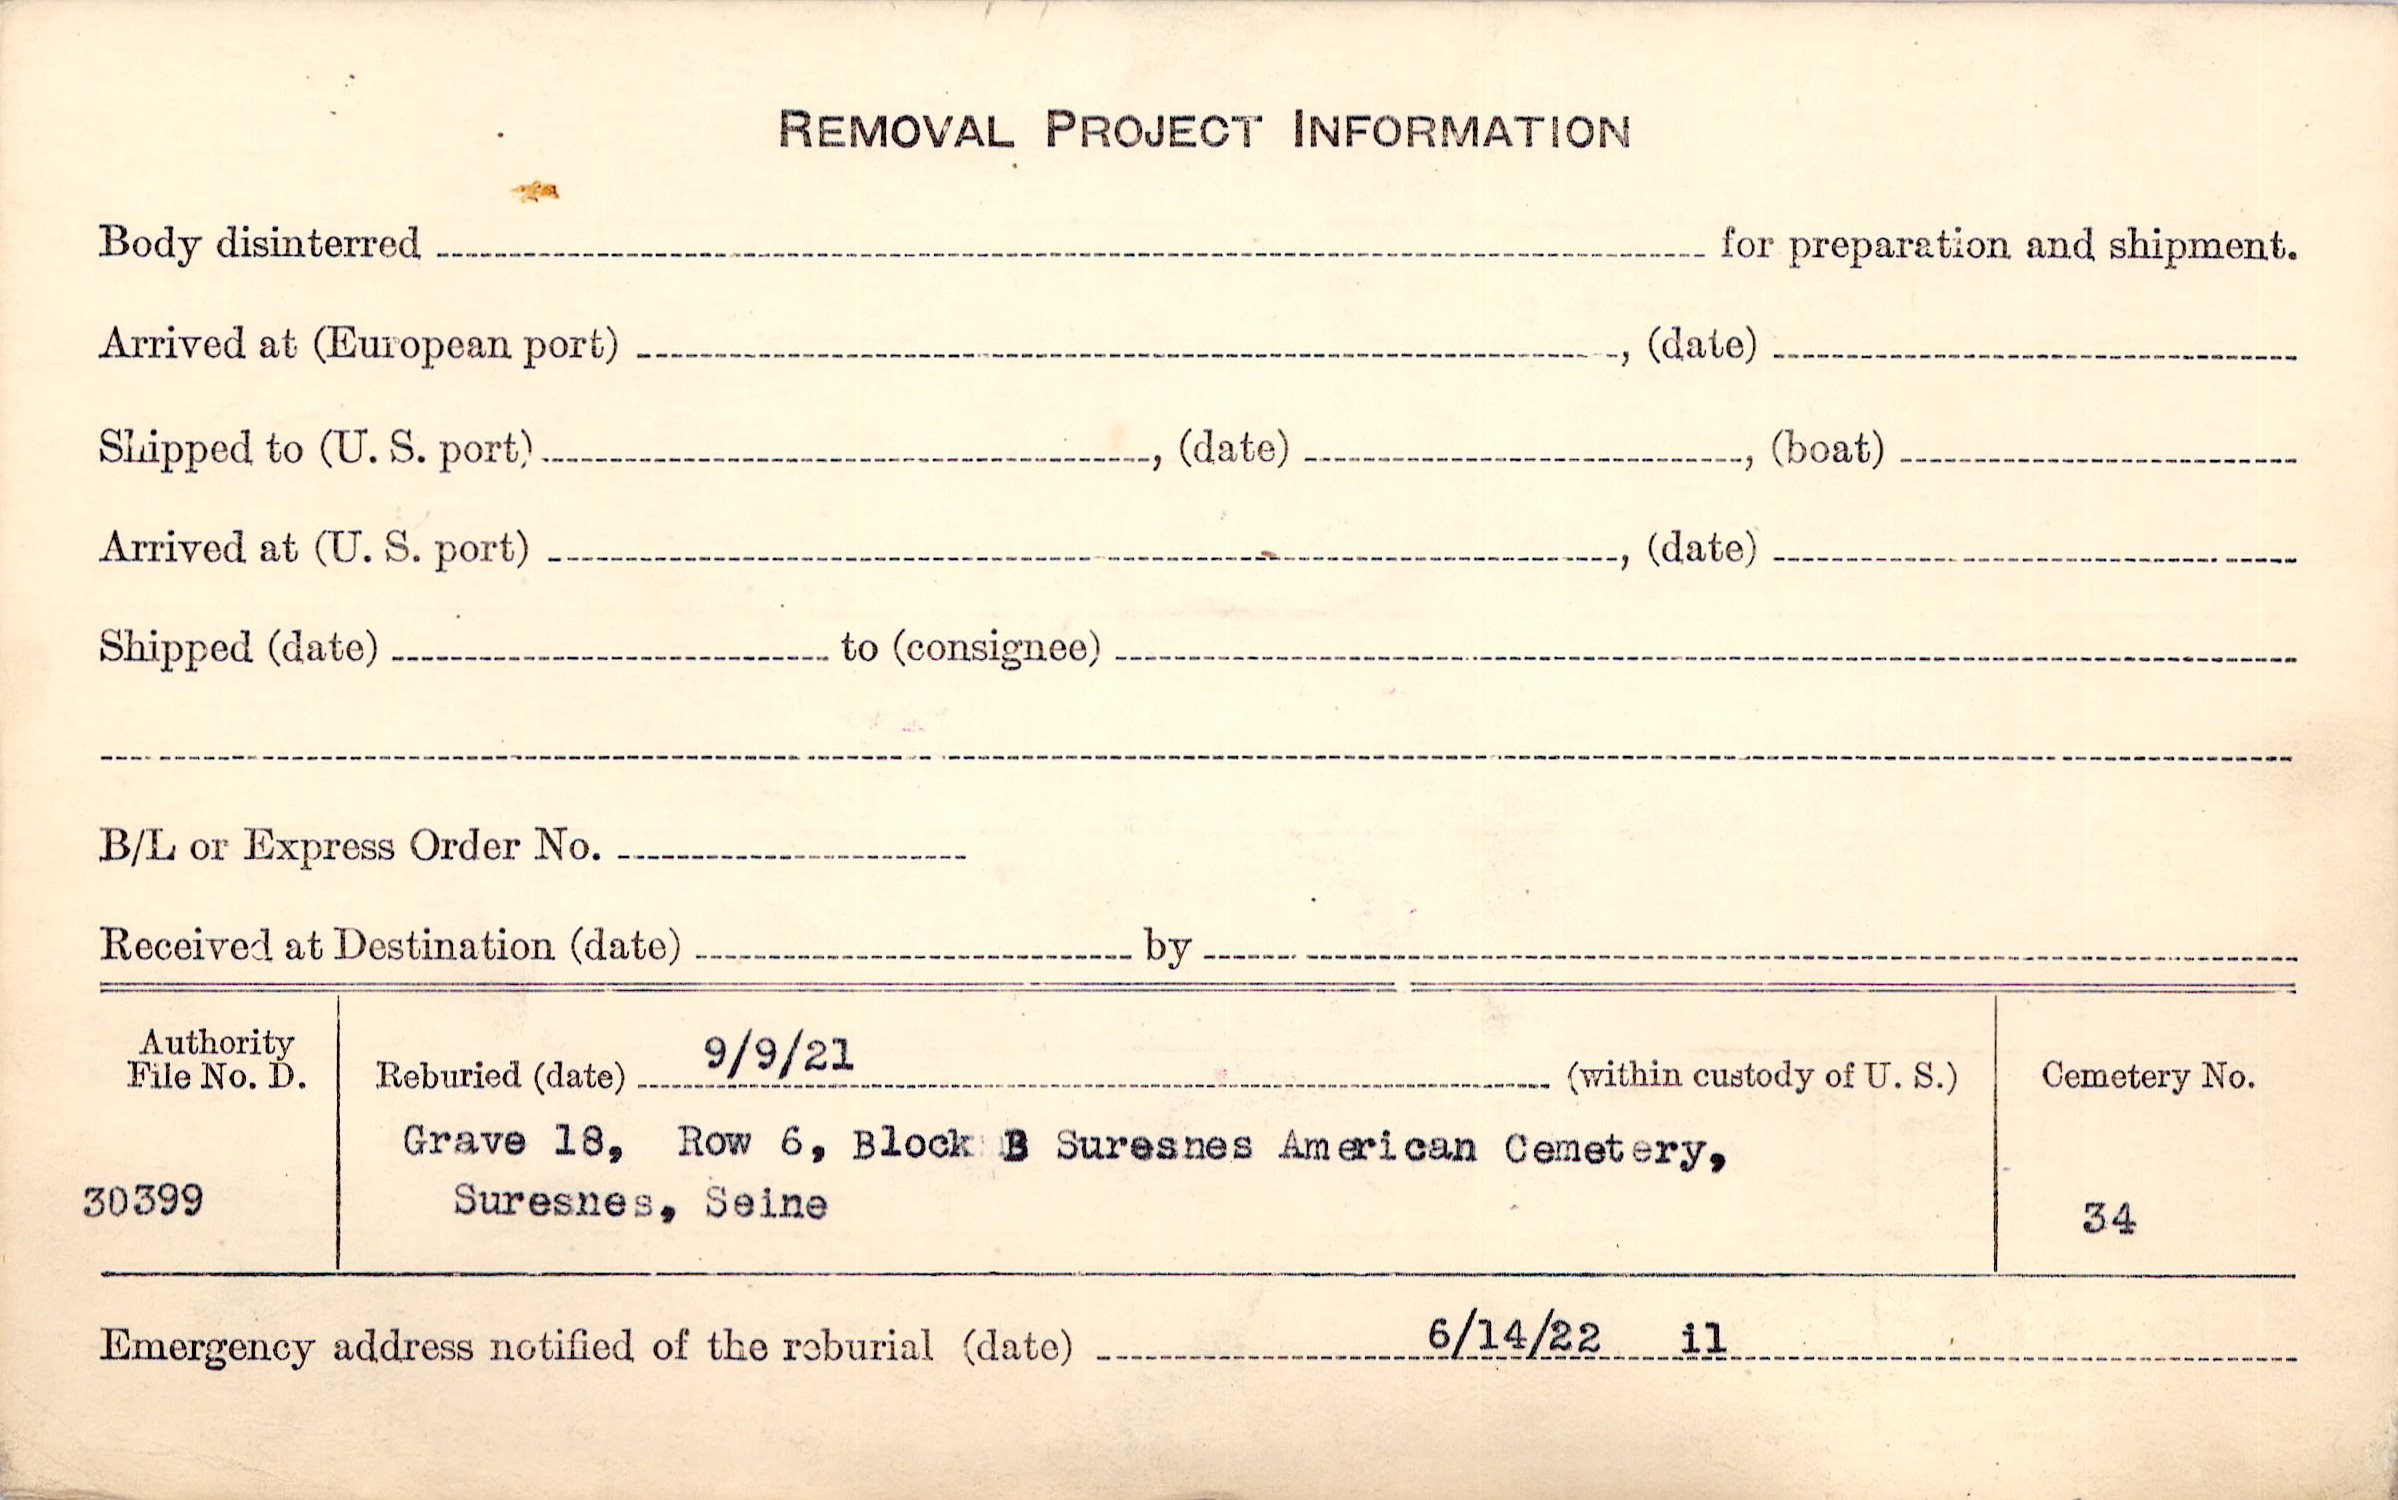 REMOVAL PROJECT INFORMATION
Body disinterred for preparation and shipment.
Arrived at (European port) , (date)
Shipped to (U. S. port) , (date) , (boat)
Arrived at (U. S. port) , (date)
Shipped (date) to (consignee)
B/L or Express Order No.
Received at Destination (date) by
Authority
File No. D.
30399
Reburied (date) 9/9/21 (within custody of U. S.)
Grave 18, Row 6, Block B Suresnes American Cemetery,
Suresnes, Seine
Cemetery No.
34
Emergency address notified of the reburial (date) 6/14/22 il